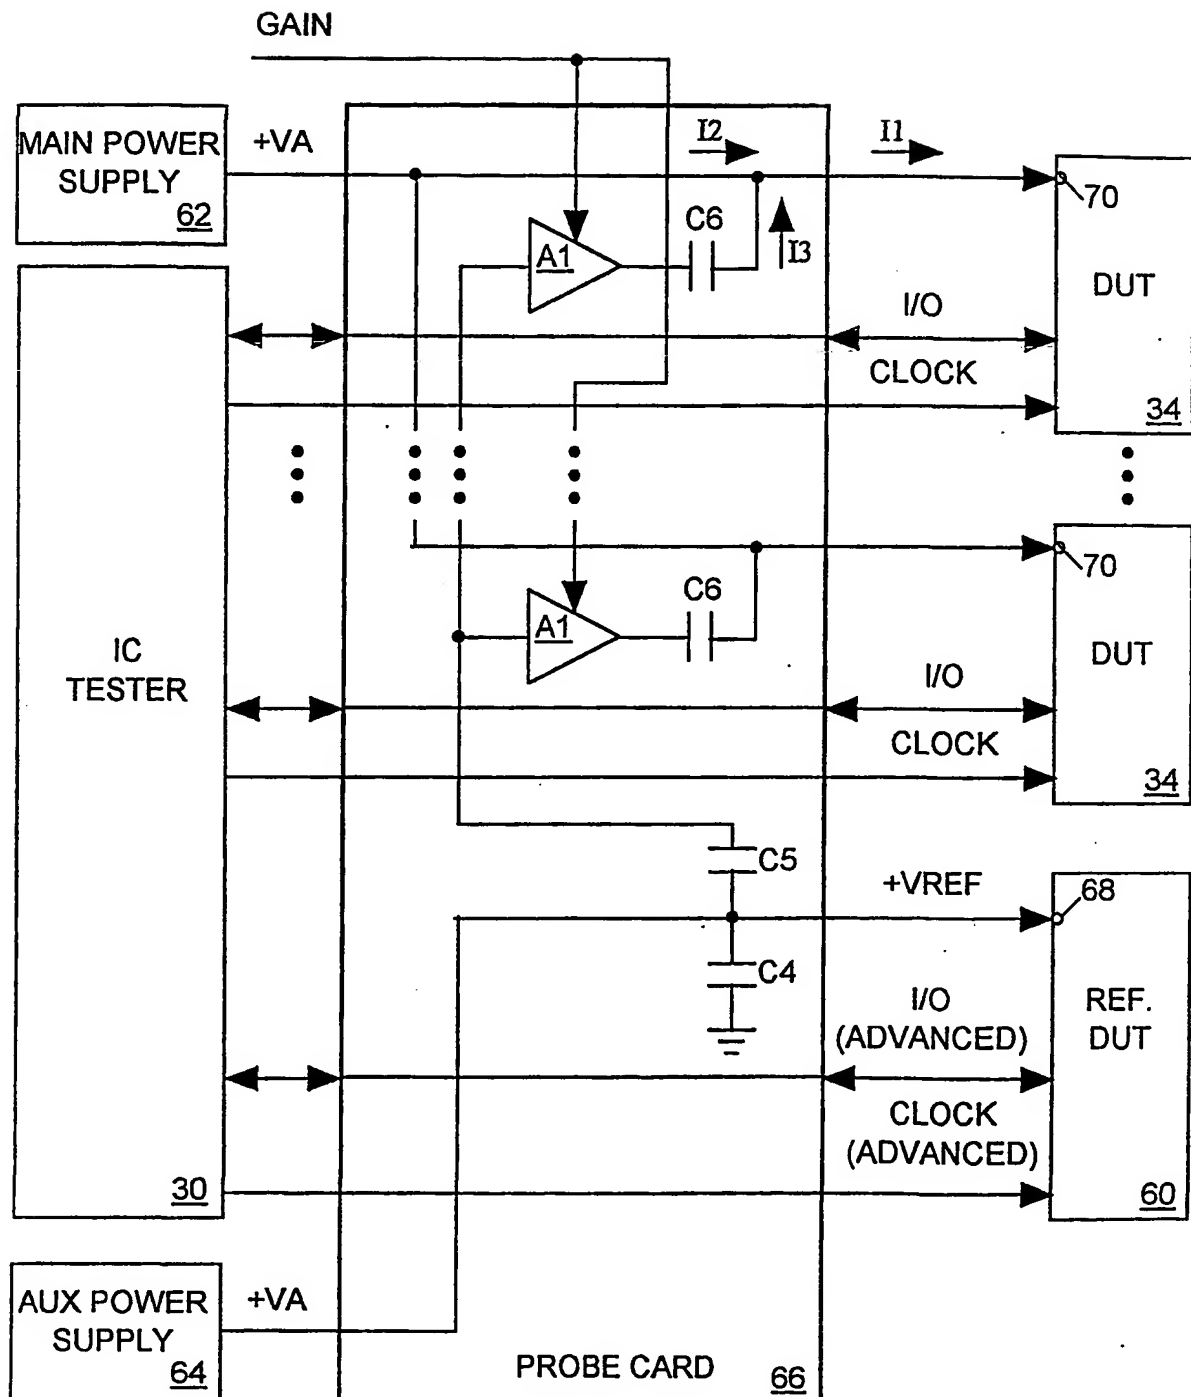 GAIN
MAIN POWER
SUPPLY
62
+VA
I2
I1
70
C6
A1
I3
DUT
I/O
CLOCK
34
70
C6
A1
DUT
IC
TESTER
I/O
CLOCK
34
C5
+VREF
68
C4
I/O
(ADVANCED)
REF.
DUT
CLOCK
(ADVANCED)
30
60
AUX POWER
SUPPLY
64
+VA
PROBE CARD
66